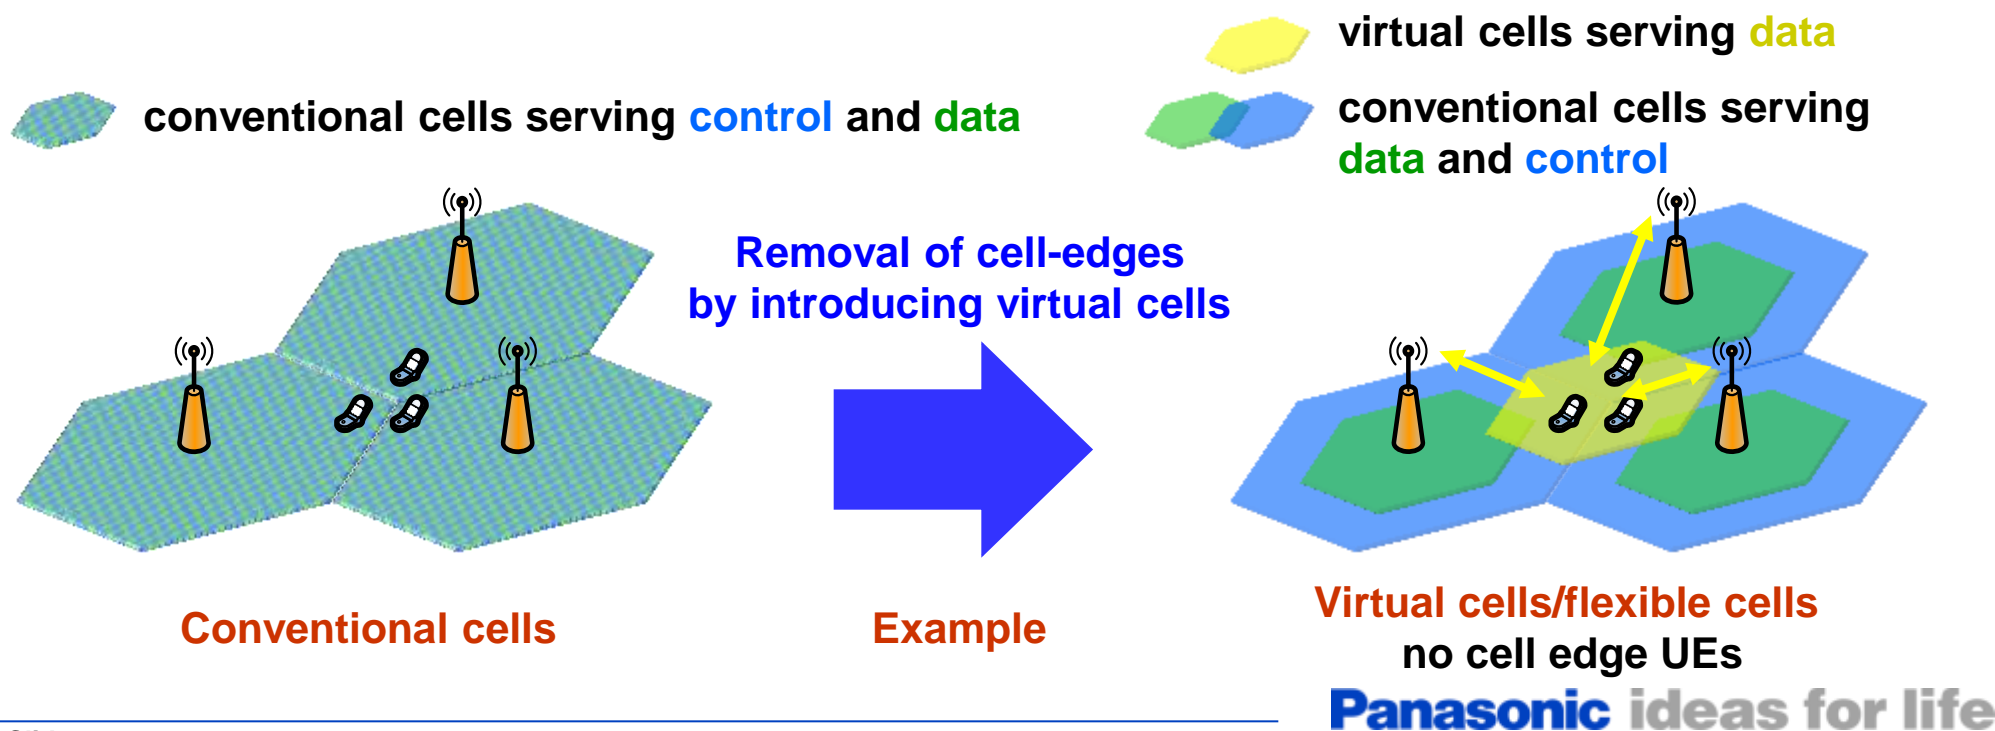 virtual cells serving data
conventional cells serving control and data
conventional cells serving
data and control
Removal of cell-edges
by introducing virtual cells
Conventional cells
Example
Virtual cells/flexible cells
no cell edge UEs
Panasonic ideas for life